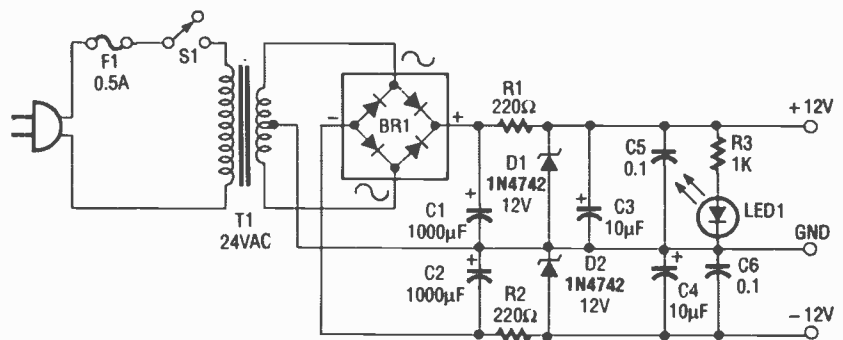 F1
0.5A
S1
T1
24VAC
BR1
-
+
R1
220Ω
D1
1N4742
12V
C1
1000µF
+
C2
1000µF
+
R2
220Ω
D2
1N4742
12V
C3
10µF
+
C5
0.1
R3
1K
LED1
C4
10µF
+
C6
0.1
+12V
GND
-12V